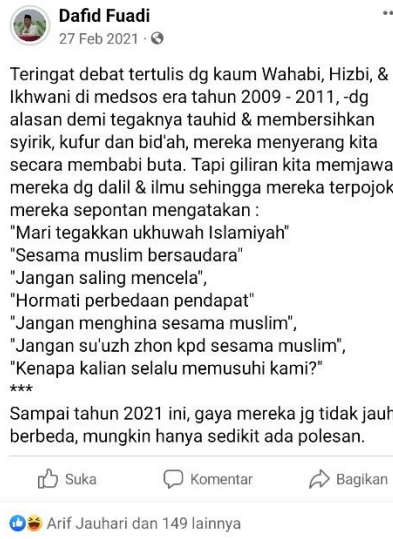 Dafid Fuadi
27 Feb 2021 ·
Teringat debat tertulis dg kaum Wahabi, Hizbi, &
Ikhwani di medsos era tahun 2009 - 2011, -dg
alasan demi tegaknya tauhid & membersihkan
syirik, kufur dan bid'ah, mereka menyerang kita
secara membabi buta. Tapi giliran kita memjawa
mereka dg dalil & ilmu sehingga mereka terpojok
mereka sepontan mengatakan :
"Mari tegakkan ukhuwah Islamiyah"
"Sesama muslim bersaudara"
"Jangan saling mencela",
"Hormati perbedaan pendapat"
"Jangan menghina sesama muslim",
"Jangan su'uzh zhon kpd sesama muslim",
"Kenapa kalian selalu memusuhi kami?"
***
Sampai tahun 2021 ini, gaya mereka jg tidak jauh
berbeda, mungkin hanya sedikit ada polesan.
Suka Komentar Bagikan
Arif Jauhari dan 149 lainnya